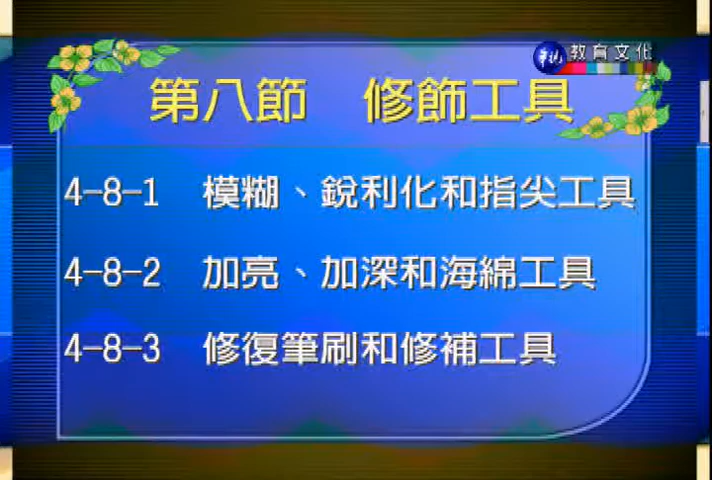 華視 教育文化
第八節 修飾工具
4-8-1 模糊、銳利化和指尖工具
4-8-2 加亮、加深和海綿工具
4-8-3 修復筆刷和修補工具